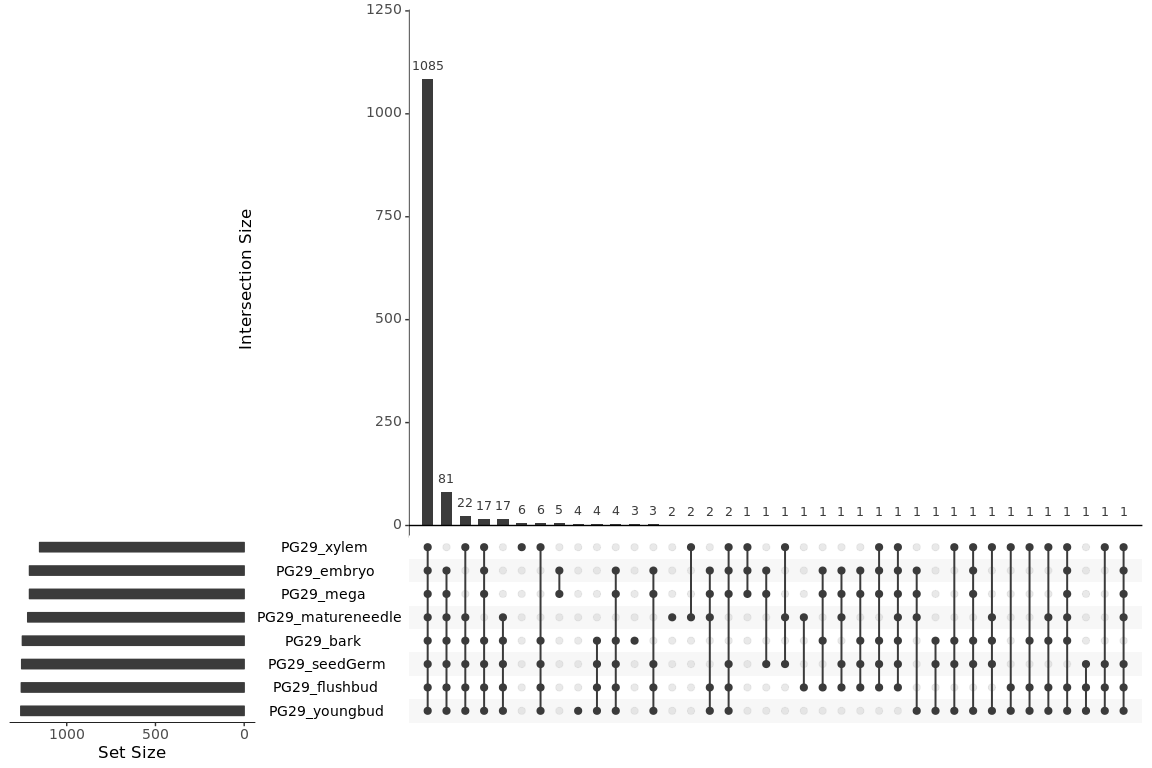 1250
1085
1000
750
Intersection Size
500
250
81
22 17 17 6 6 5 4 4 4 3 3 2 2 2 2 1 1 1 1 1 1 1 1 1 1 1 1 1 1 1 1 1 1 1 1 1
0
PG29_xylem
PG29_embryo
PG29_mega
PG29_matureneedle
PG29_bark
PG29_seedGerm
PG29_flushbud
PG29_youngbud
1000 500 0
Set Size